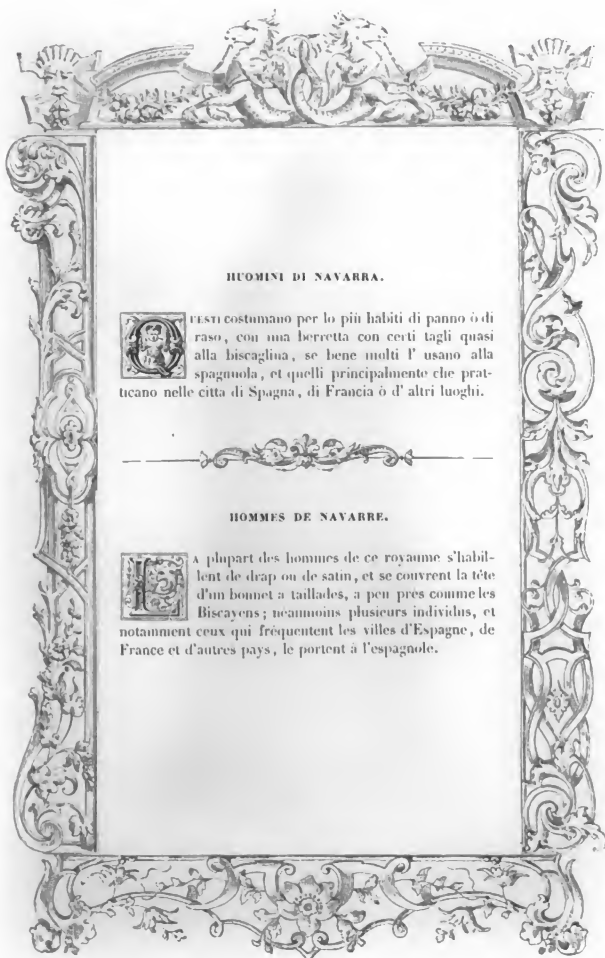 HUOMINI DI NAVARRA.
QUESTI costumano per lo più habiti di panno ò di
raso, con una berretta con certi tagli quasi
alla biscaglina, se bene molti l' usano alla
spagnuola, et quelli principalmente che prat-
ticano nelle citta di Spagna, di Francia ò d' altri luoghi.
HOMMES DE NAVARRE.
LA plupart des hommes de ce royaume s'habil-
lent de drap ou de satin, et se couvrent la tête
d'un bonnet a taillades, a peu près comme les
Biscayens; néanmoins plusieurs individus, et
notamment ceux qui fréquentent les villes d'Espagne, de
France et d'autres pays, le portent à l'espagnole.